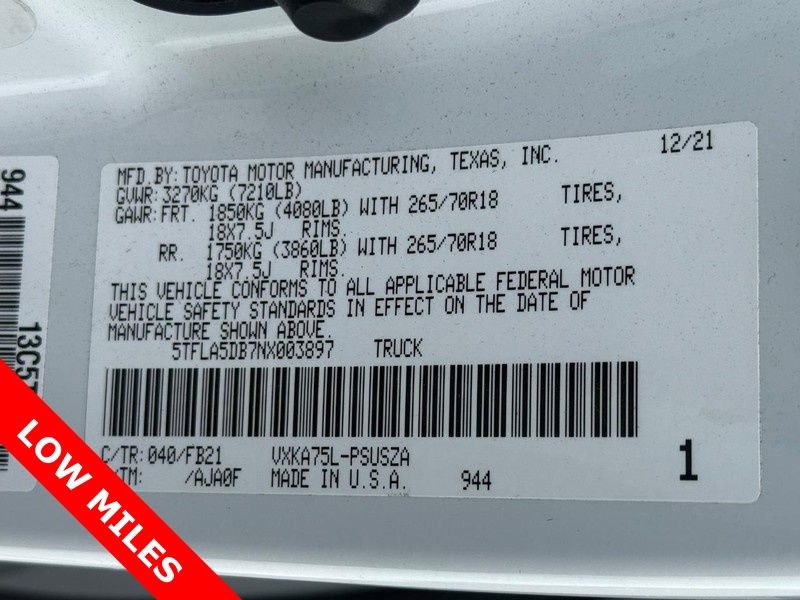 MFD.BY:TOYOTA MOTOR MANUFACTURING, TEXAS, INC. 12/21
GVWR:3270KG (7210LB)
GAWR:FRT. 1850KG (4080LB) WITH 265/70R18 TIRES,
18X7.5J RIMS.
RR. 1750KG (3860LB) WITH 265/70R18 TIRES,
18X7.5J RIMS.
THIS VEHICLE CONFORMS TO ALL APPLICABLE FEDERAL MOTOR
VEHICLE SAFETY STANDARDS IN EFFECT ON THE DATE OF
MANUFACTURE SHOWN ABOVE.
5TFLA5DB7NX003897 TRUCK
C/TR:040/FB21 VXKA75L-PSUSZA
/TM: /AJA0F MADE IN U.S.A. 944
1
944
LOW MILES